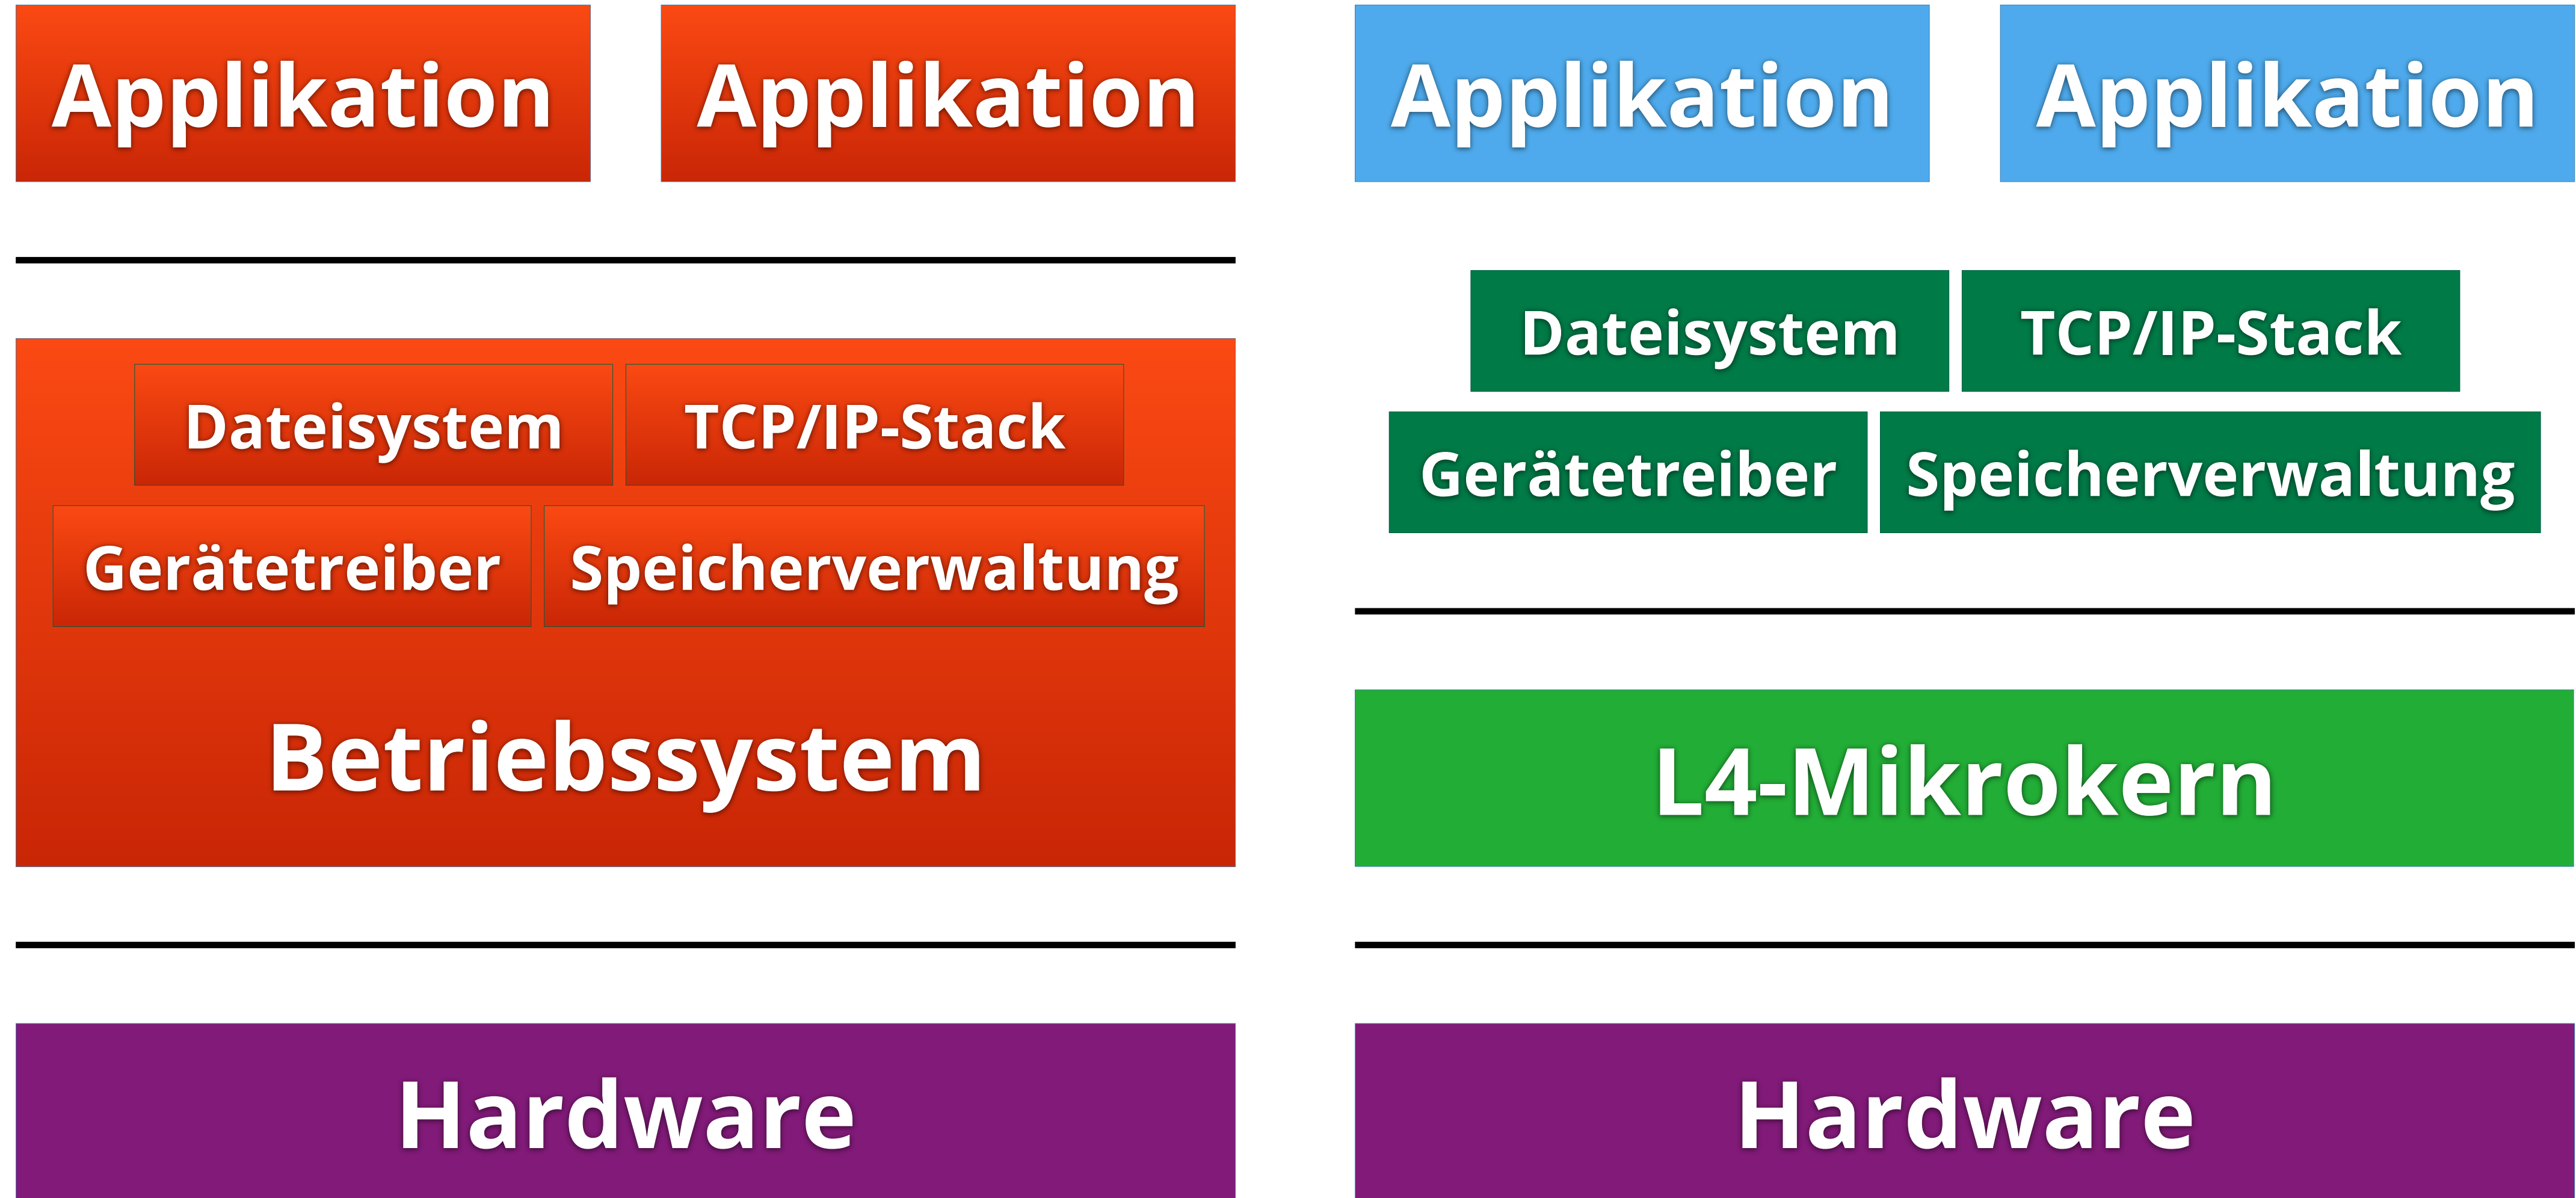 Applikation
Applikation
Dateisystem
TCP/IP-Stack
Gerätetreiber
Speicherverwaltung
Betriebssystem
Hardware
Applikation
Applikation
Dateisystem
TCP/IP-Stack
Gerätetreiber
Speicherverwaltung
L4-Mikrokern
Hardware